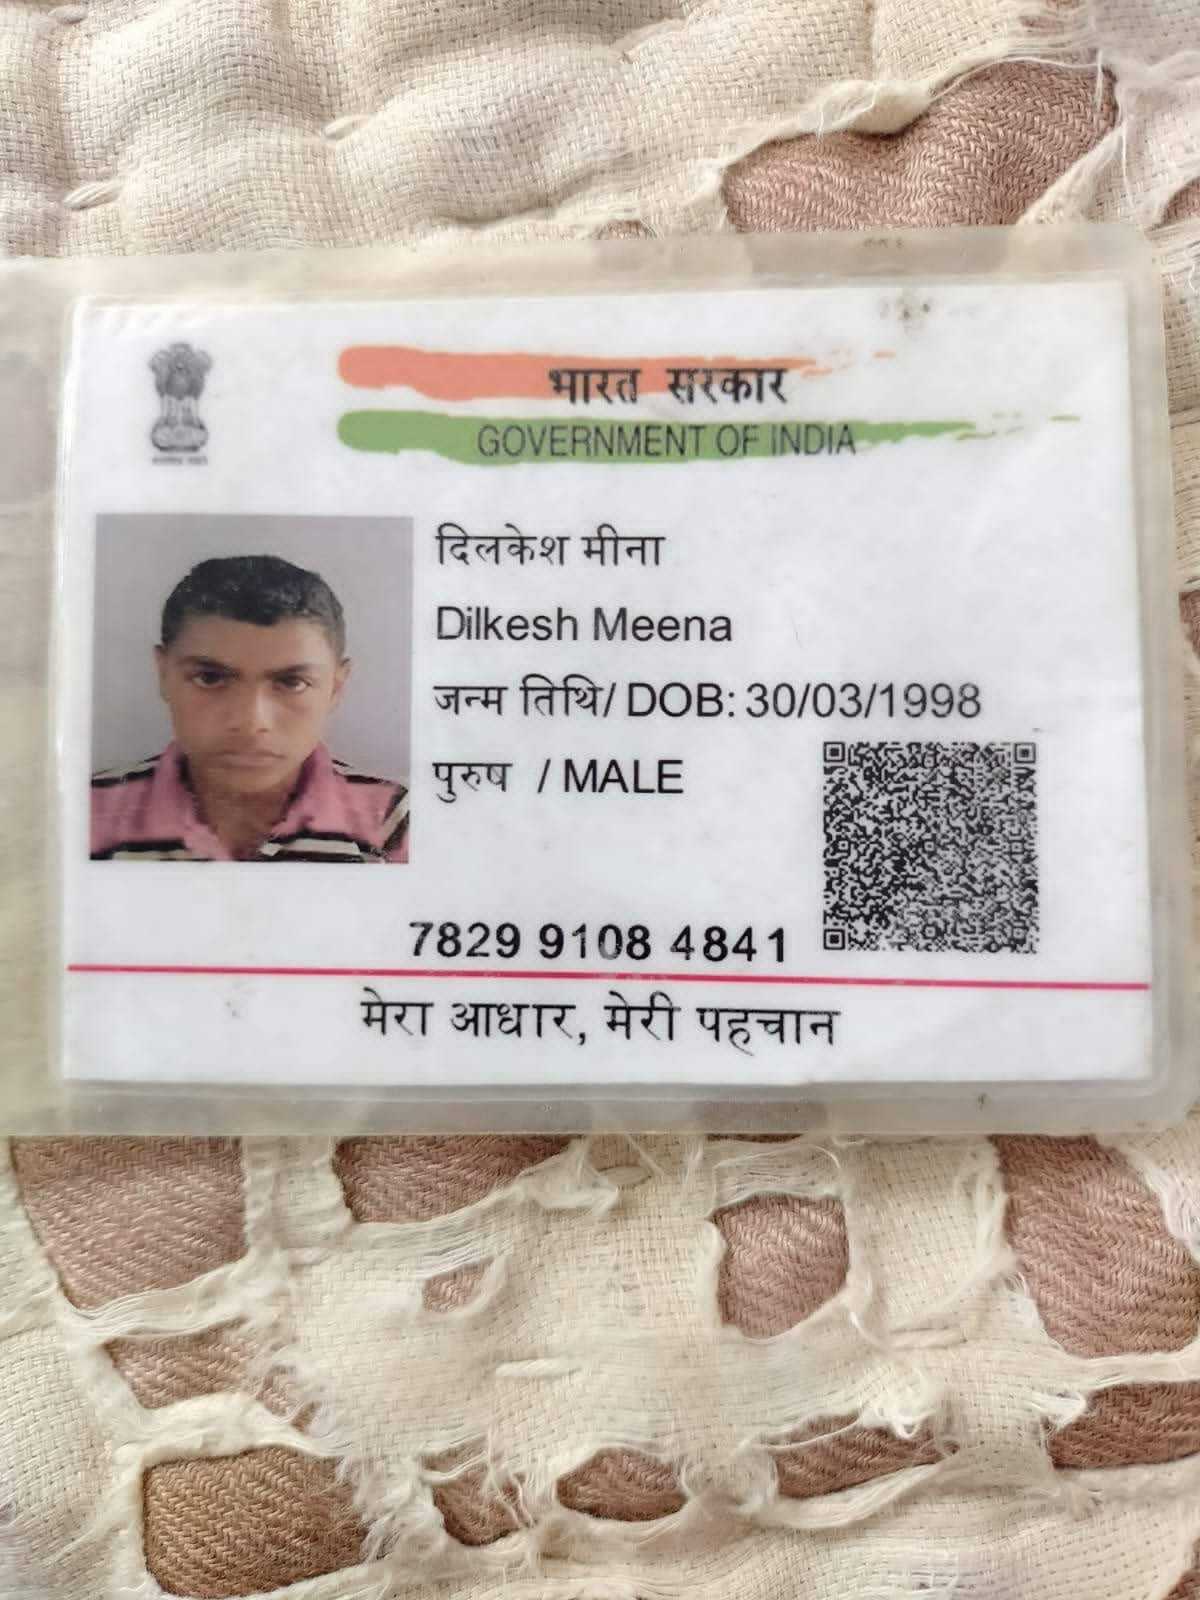 भारत सरकार
GOVERNMENT OF INDIA
दिलकेश मीना
Dilkesh Meena
जन्म तिथि/ DOB: 30/03/1998
पुरुष / MALE
7829 9108 4841
मेरा आधार, मेरी पहचान